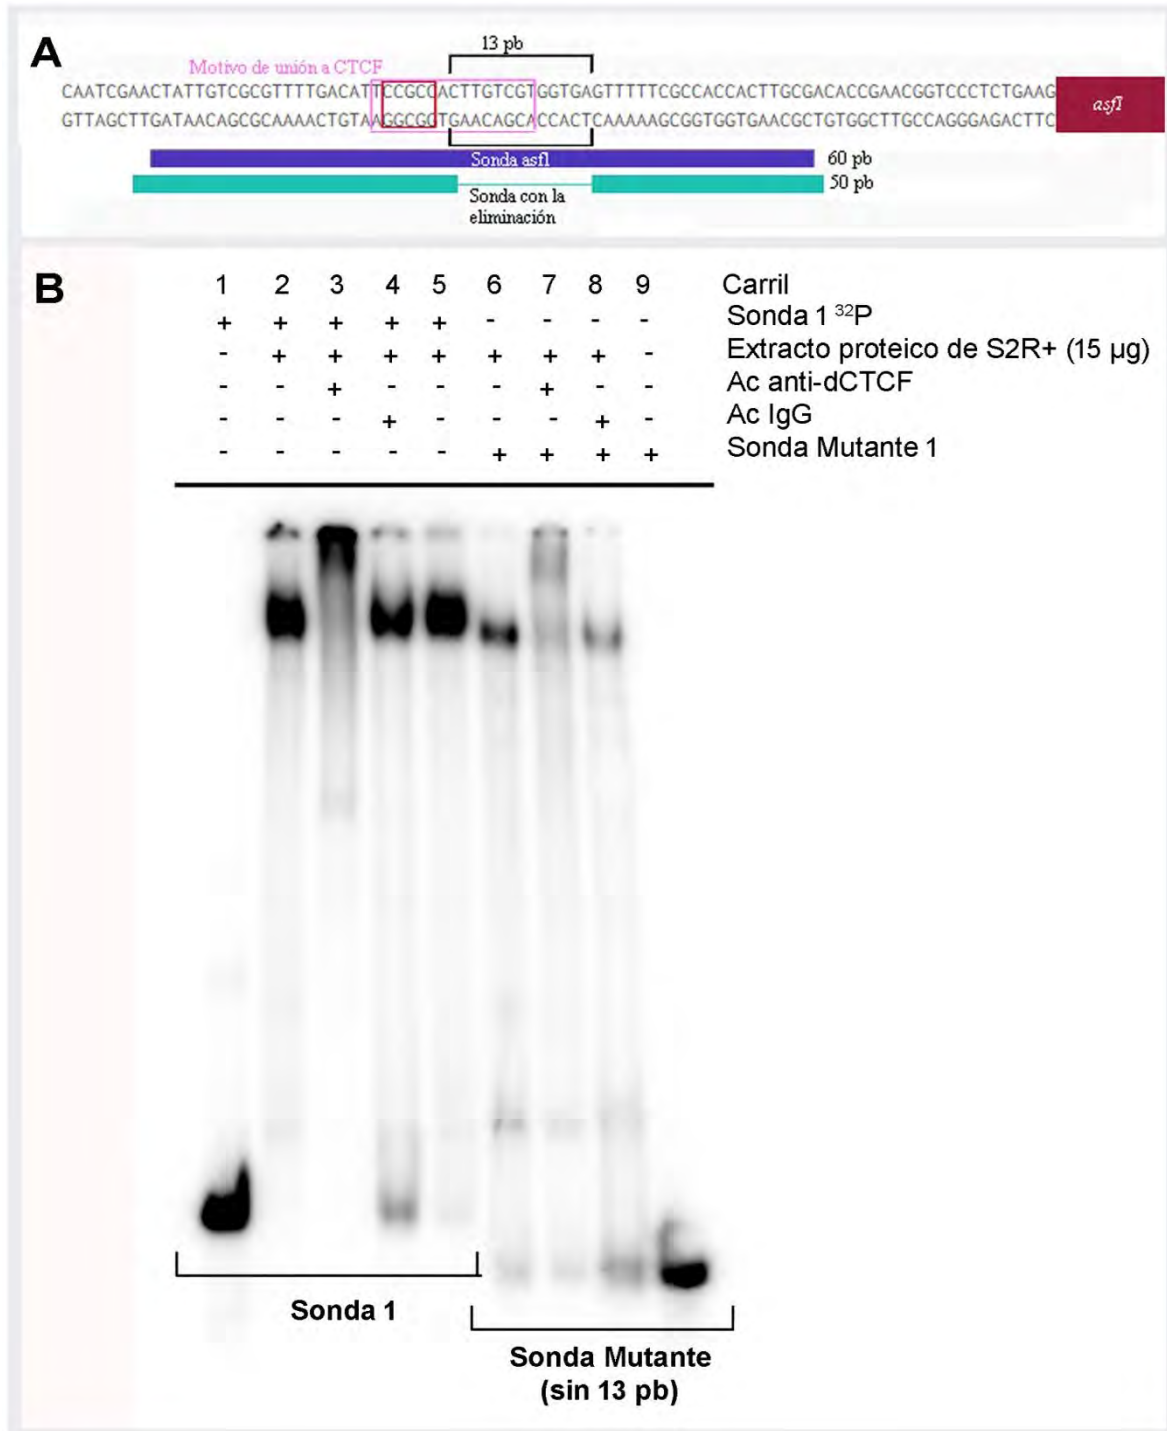 A
13 pb
Motivo de unión a CTCF
CAATCGAACTATTGTCGCGTTTTGACATTCCGCCACTTGTCGTGGTGAGTTTTTCGCCACCACTTGCGACACCGAACGGTCCCTCTGAAG
asf1
GTTAGCTTGATAACAGCGCAAAACTGTAAGGCGGTGAACAGCACCACTCAAAAAGCGGTGGTGAACGCTGTGGCTTGCCAGGGAGACTTC
Sonda asf1
60 pb
50 pb
Sonda con la
eliminación
B
1 2 3 4 5 6 7 8 9 Carril
+ + + + + - - - - Sonda 1 ³²P
- + + + + + + + - Extracto proteico de S2R+ (15 µg)
- - + - - - + - - Ac anti-dCTCF
- - - + - - - + - Ac IgG
- - - - - + + + + Sonda Mutante 1
Sonda 1
Sonda Mutante
(sin 13 pb)